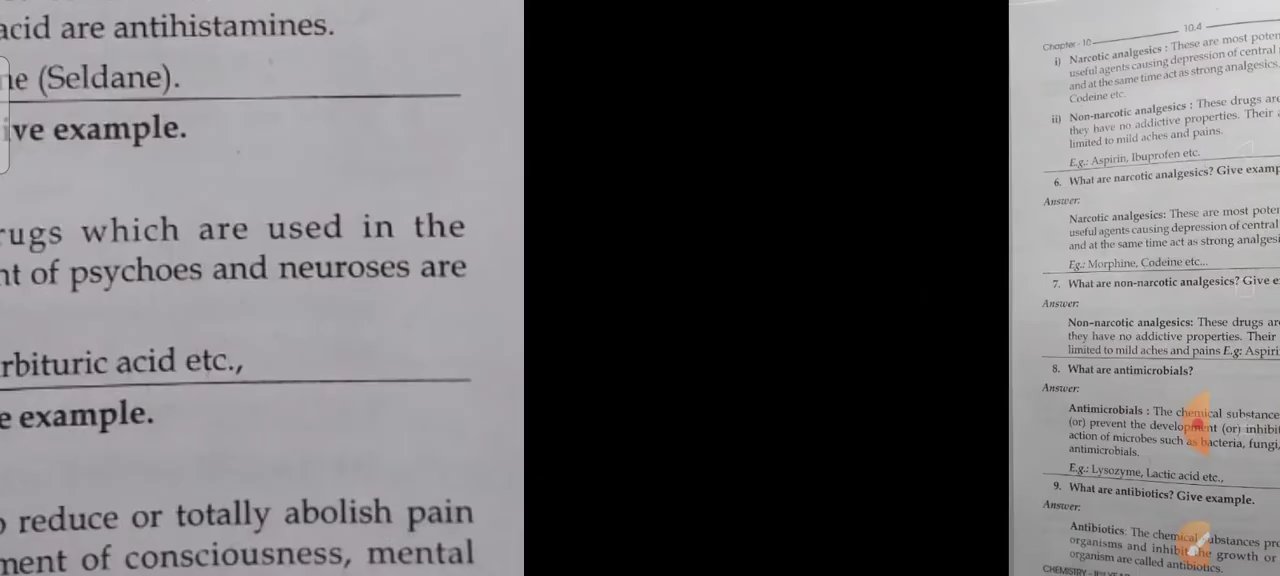 acid are antihistamines.
ne (Seldane).
ive example.
rugs which are used in the
nt of psychoes and neuroses are
rbituric acid etc.,
e example.
o reduce or totally abolish pain
ment of consciousness, mental
Chapter - 10 10.4
i) Narcotic analgesics : These are most poten
useful agents causing depression of central
and at the same time act as strong analgesics.
Codeine etc.
ii) Non-narcotic analgesics : These drugs are
they have no addictive properties. Their
limited to mild aches and pains.
E.g.: Aspirin, Ibuprofen etc.
6. What are narcotic analgesics? Give examp
Answer:
Narcotic analgesics: These are most poten
useful agents causing depression of central
and at the same time act as strong analgesi
Eg.: Morphine, Codeine etc...
7. What are non-narcotic analgesics? Give e
Answer:
Non-narcotic analgesics: These drugs are
they have no addictive properties. Their
limited to mild aches and pains E.g: Aspiri
8. What are antimicrobials?
Answer:
Antimicrobials : The chemical substance
(or) prevent the development (or) inhibit
action of microbes such as bacteria, fungi,
antimicrobials.
E.g.: Lysozyme, Lactic acid etc.,
9. What are antibiotics? Give example.
Answer:
Antibiotics: The chemical substances pro
organisms and inhibit the growth or
organism are called antibiotics.
CHEMISTRY -